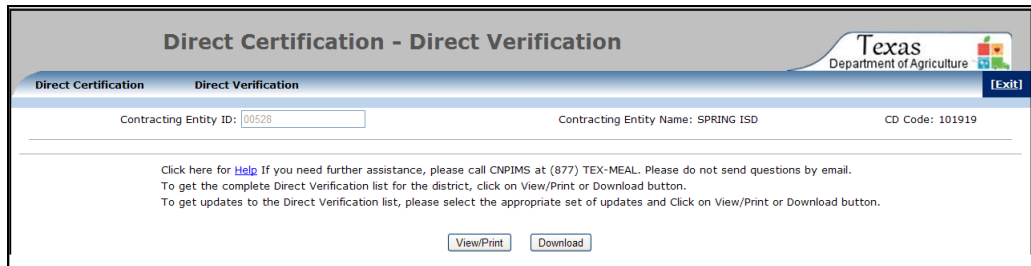 Direct Certification - Direct Verification
Texas
Department of Agriculture
Direct Certification Direct Verification [Exit]
Contracting Entity ID: 00528 Contracting Entity Name: SPRING ISD CD Code: 101919
Click here for Help If you need further assistance, please call CNPIMS at (877) TEX-MEAL. Please do not send questions by email.
To get the complete Direct Verification list for the district, click on View/Print or Download button.
To get updates to the Direct Verification list, please select the appropriate set of updates and Click on View/Print or Download button.
View/Print Download